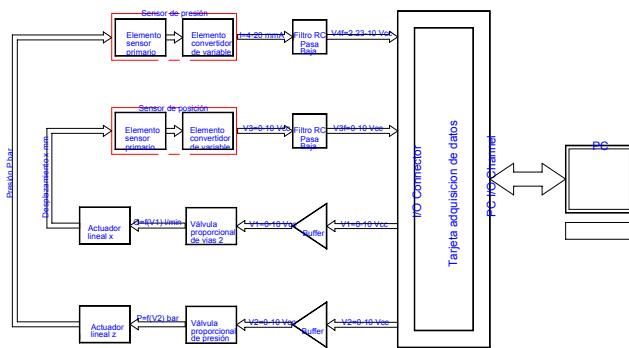 Sensor de presión
Elemento
sensor
primario
Elemento
convertidor
de variable
I=4-20 mmA
Filtro RC
Pasa
Baja
V4f=2.23-10 Vcc
Sensor de posición
Elemento
sensor
primario
Elemento
convertidor
de variable
V3=0-10 Vcc
Filtro RC
Pasa
Baja
V3f=0-10 Vcc
Presión P bar
Desplazamiento x mm
Actuador
lineal x
Q=f(V1) l/min
Válvula
proporcional
de vias 2
V1=0-10 Vcc
Buffer
V1=0-10 Vcc
Actuador
lineal z
P=f(V2) bar
Válvula
proporcional
de presión
V2=0-10 Vcc
Buffer
V2=0-10 Vcc
I/O Connector
Tarjeta adquisicion de datos
PC I/O Channel
PC